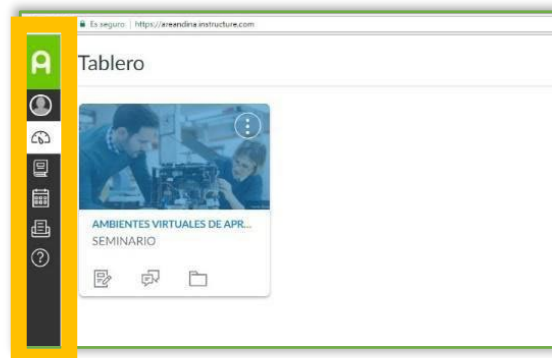 Es seguro | https://areandina.instructure.com
A
Tablero
AMBIENTES VIRTUALES DE APR...
SEMINARIO
?